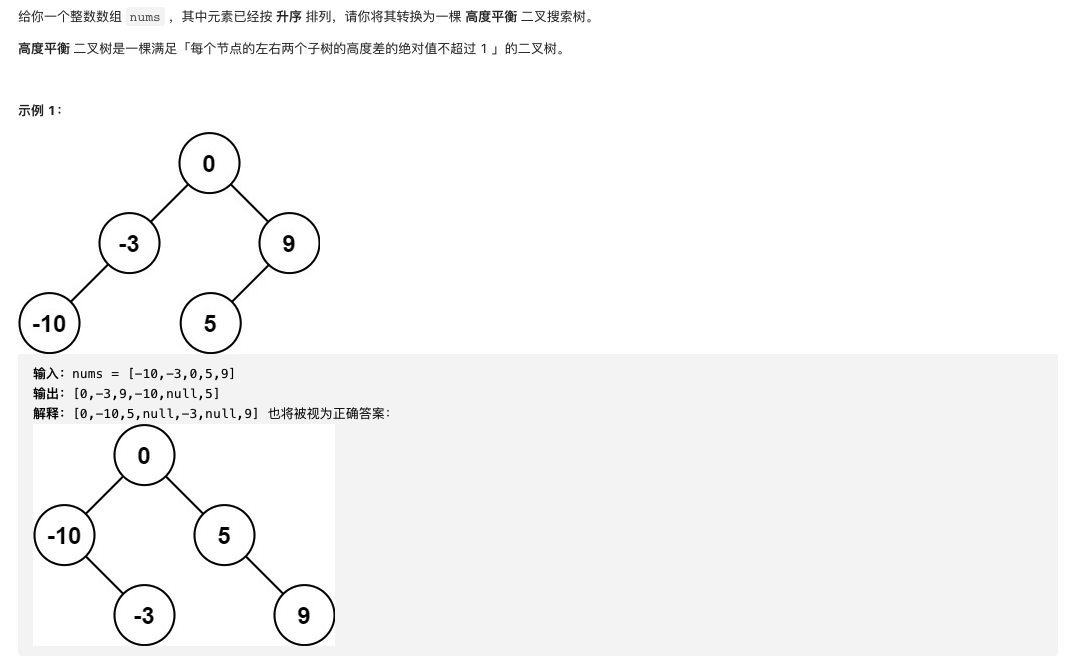 给你一个整数数组 nums ，其中元素已经按 升序 排列，请你将其转换为一棵 高度平衡 二叉搜索树。
高度平衡 二叉树是一棵满足「每个节点的左右两个子树的高度差的绝对值不超过 1 」的二叉树。
示例 1：
0
-3 9
-10 5
输入：nums = [-10,-3,0,5,9]
输出：[0,-3,9,-10,null,5]
解释：[0,-10,5,null,-3,null,9] 也将被视为正确答案：
0
-10 5
-3 9